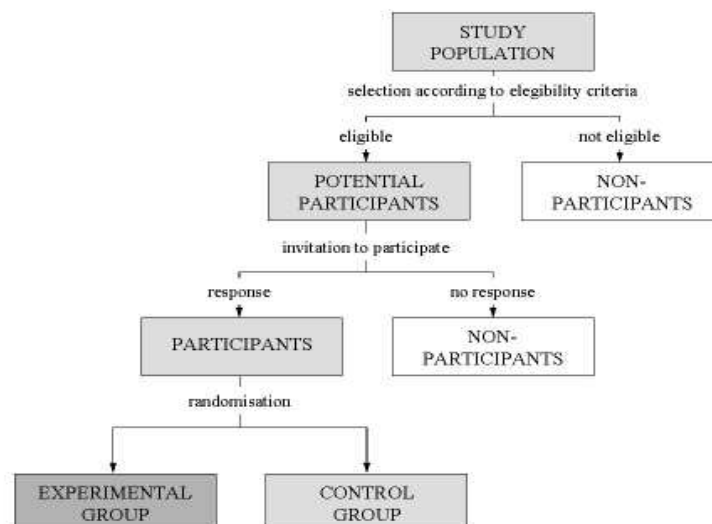 STUDY
POPULATION
selection according to elegibility criteria
eligible
not eligible
POTENTIAL
PARTICIPANTS
NON-
PARTICIPANTS
invitation to participate
response
no response
PARTICIPANTS
NON-
PARTICIPANTS
randomisation
EXPERIMENTAL
GROUP
CONTROL
GROUP